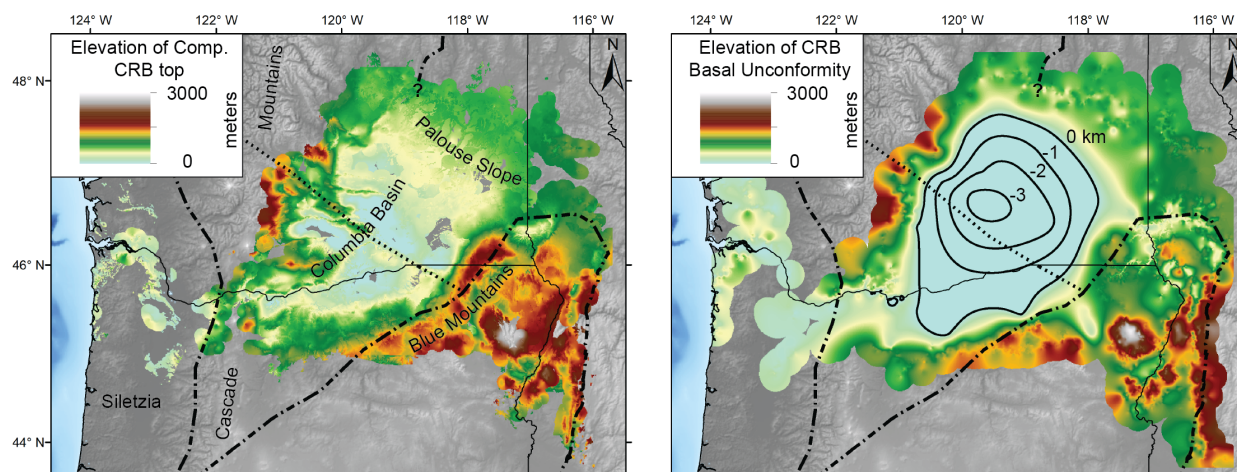 124° W
122° W
120° W
118° W
116° W
Elevation of Comp.
CRB top
3000
meters
0
48° N
46° N
44° N
N
Mountains
?
Palouse Slope
Columbia Basin
Blue Mountains
Siletzia
Cascade
124° W
122° W
120° W
118° W
116° W
Elevation of CRB
Basal Unconformity
3000
meters
0
N
?
0 km
-1
-2
-3